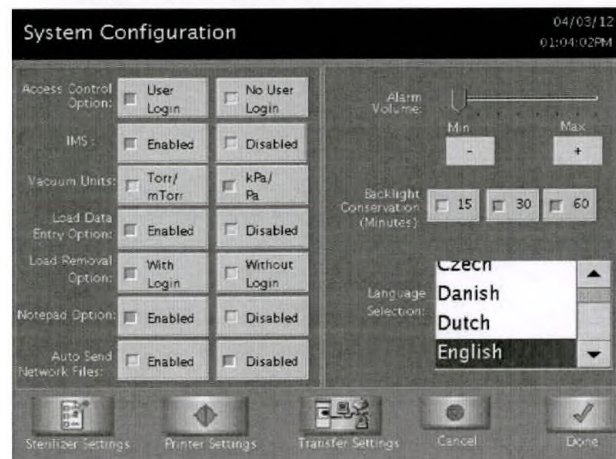 System Configuration
04/03/12
01:04:02PM
Access Control
Option:
User
Login
No User
Login
IMS :
Enabled
Disabled
Vacuum Units:
Torr/
mTorr
kPa/
Pa
Load Data
Entry Option:
Enabled
Disabled
Load Removal
Option:
With
Login
Without
Login
Notepad Option:
Enabled
Disabled
Auto Send
Network Files:
Enabled
Disabled
Alarm
Volume:
Min
Max
-
+
Backlight
Conservation
(Minutes)
15
30
60
Language
Selection:
Czech
Danish
Dutch
English
Sterilizer Settings
Printer Settings
Transfer Settings
Cancel
Done